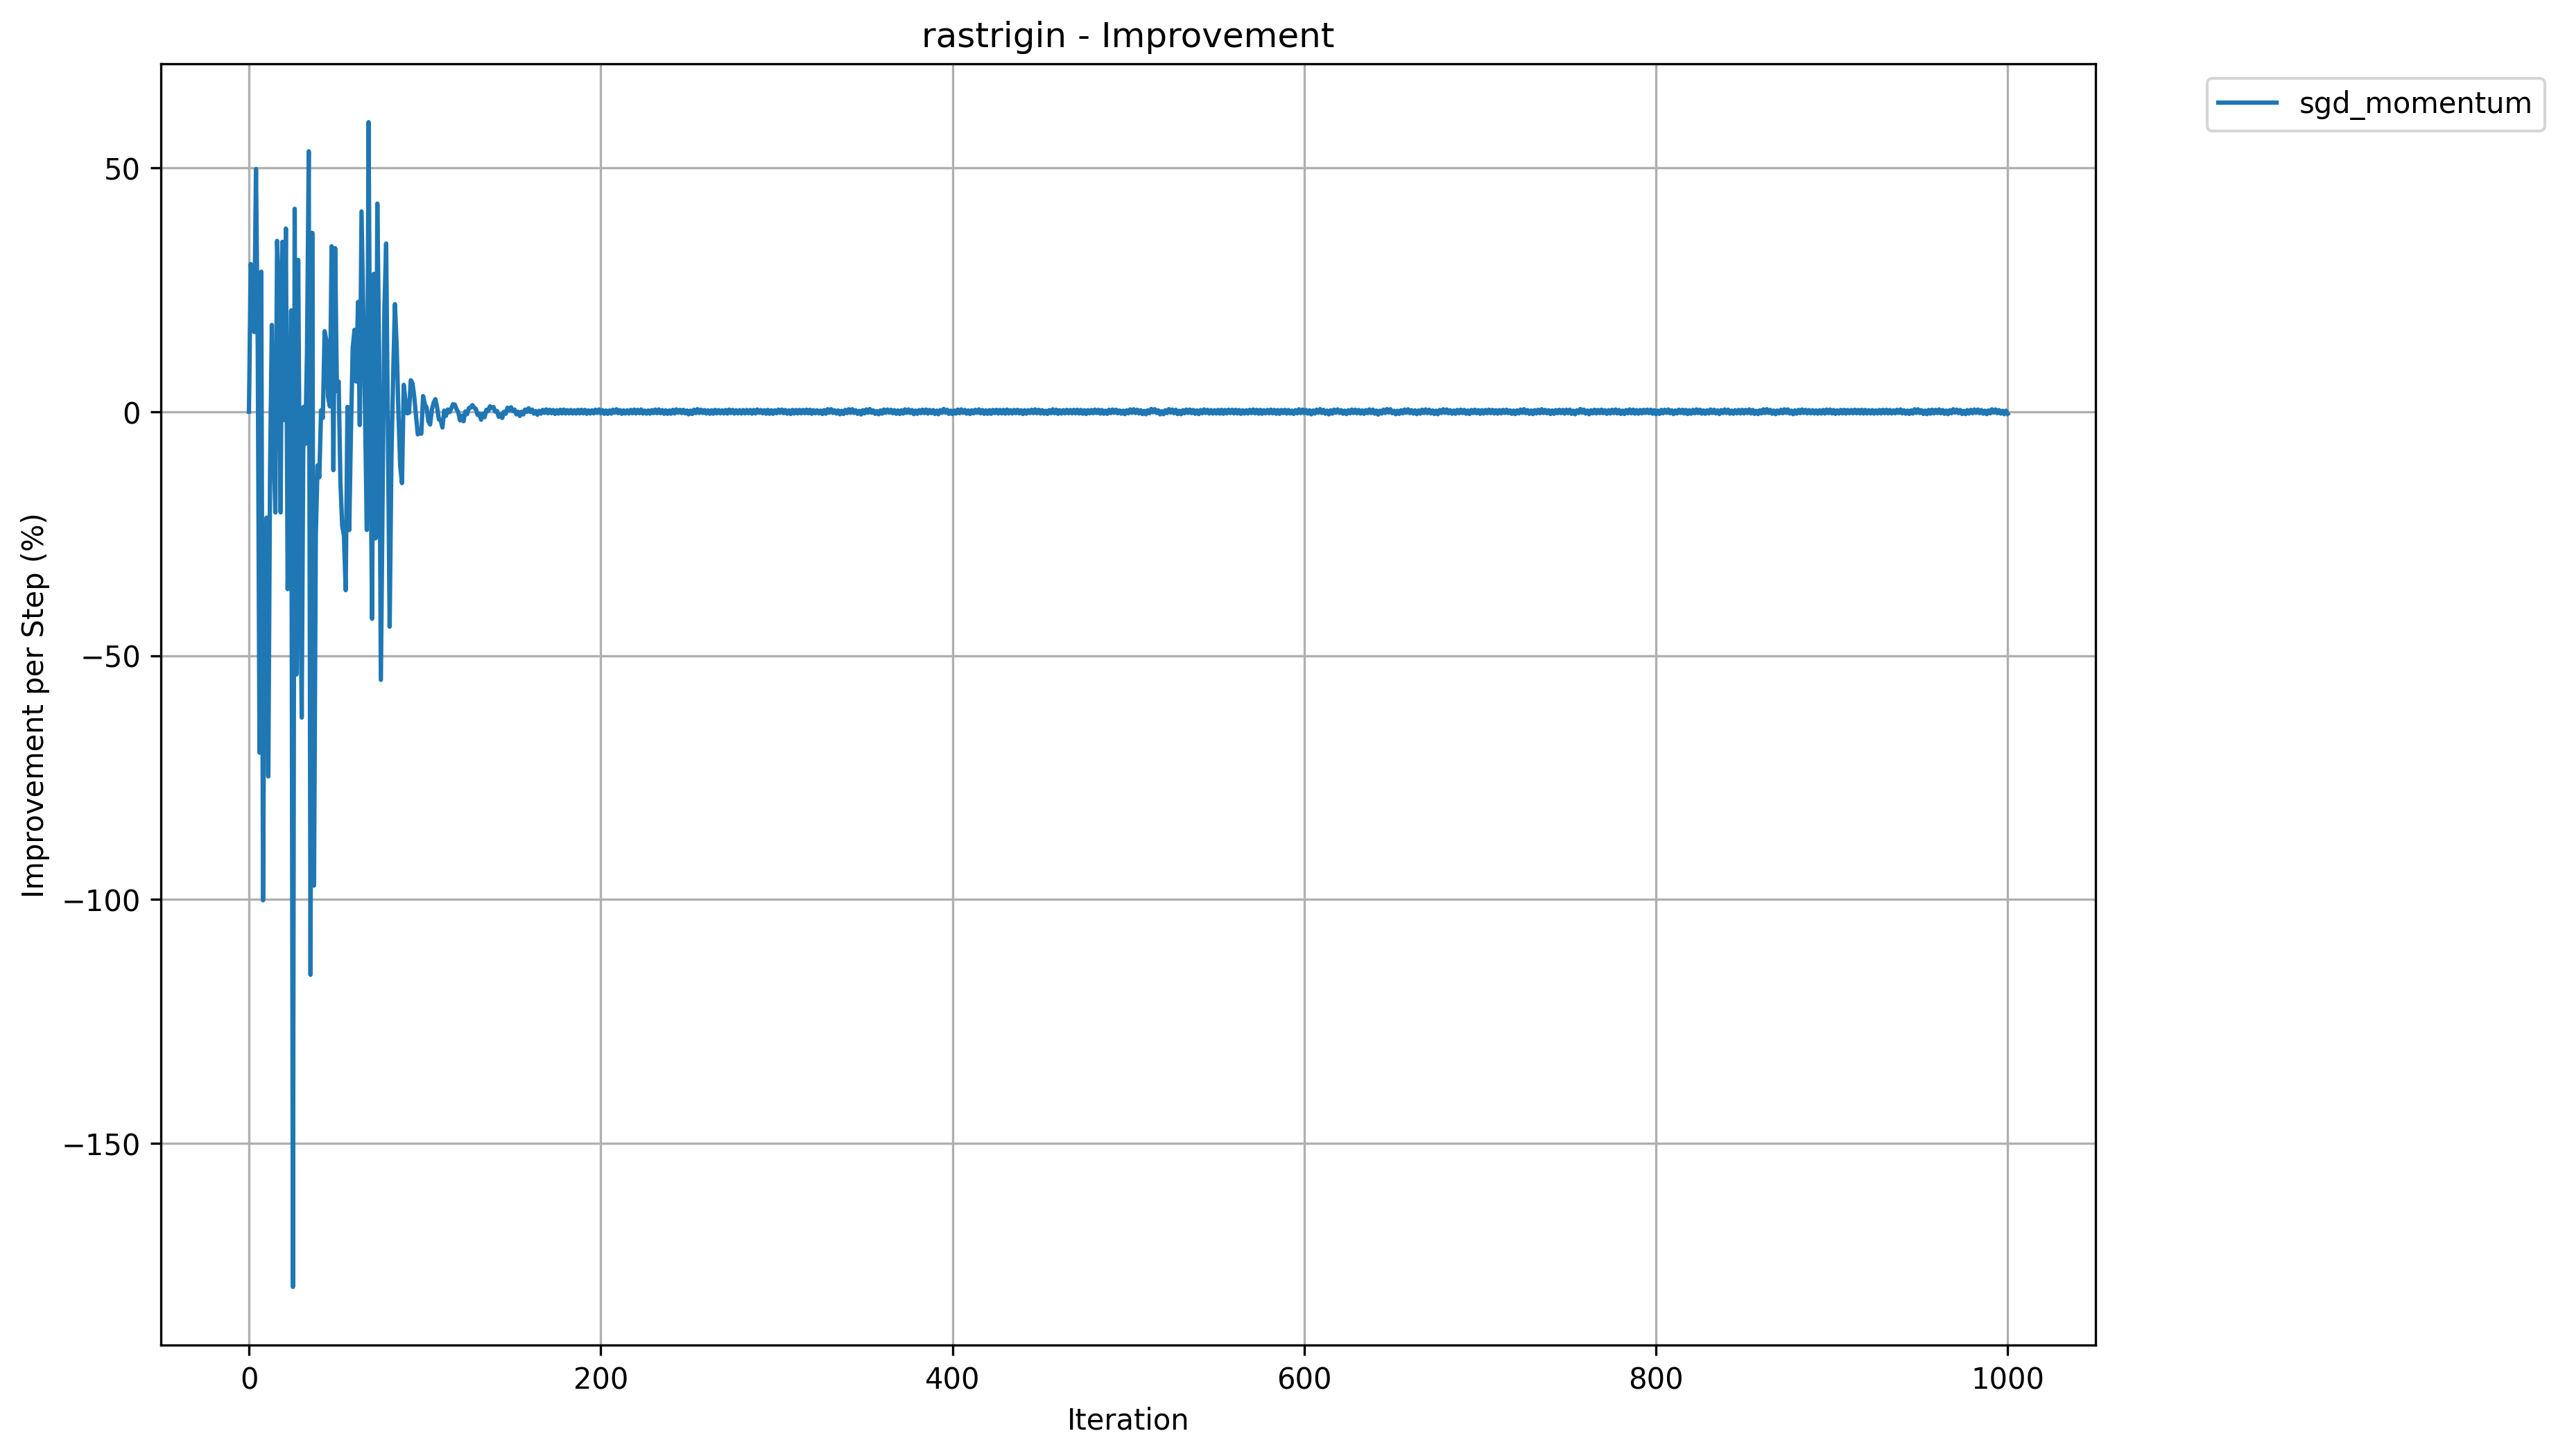 rastrigin - Improvement
sgd_momentum
Improvement per Step (%)
50
0
−50
−100
−150
0 200 400 600 800 1000
Iteration